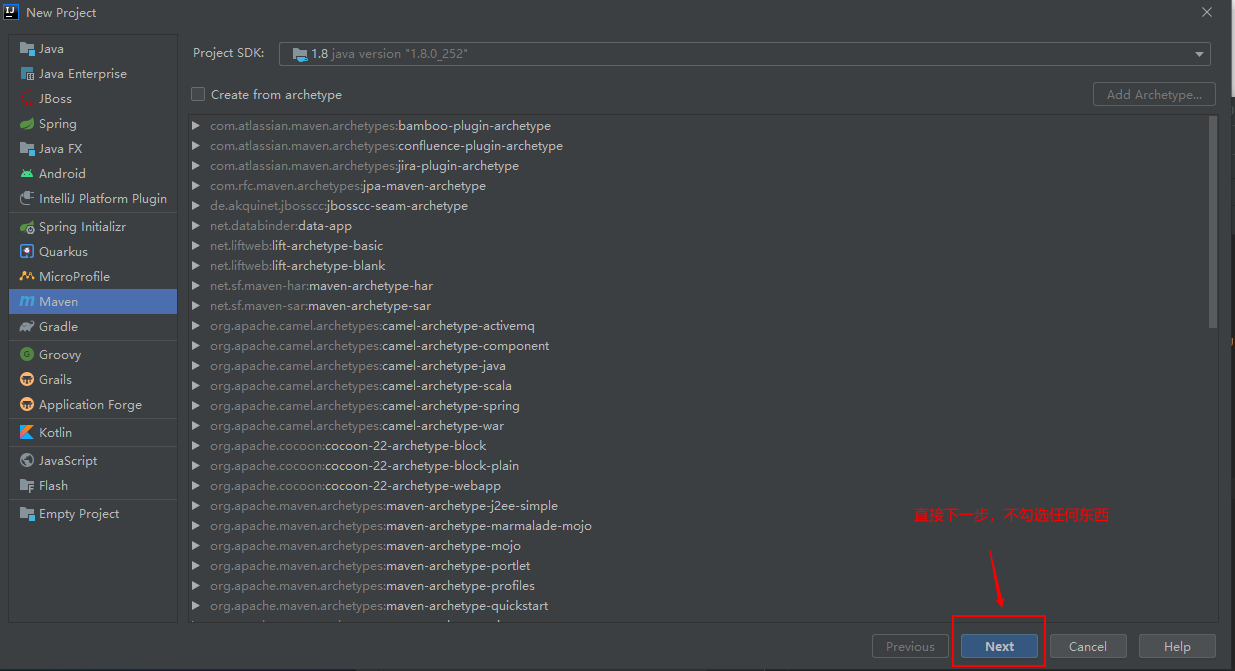 New Project
Java
Java Enterprise
JBoss
Spring
Java FX
Android
IntelliJ Platform Plugin
Spring Initializr
Quarkus
MicroProfile
Maven
Gradle
Groovy
Grails
Application Forge
Kotlin
JavaScript
Flash
Empty Project
Project SDK: 1.8 java version "1.8.0_252"
Create from archetype
Add Archetype...
com.atlassian.maven.archetypes:bamboo-plugin-archetype
com.atlassian.maven.archetypes:confluence-plugin-archetype
com.atlassian.maven.archetypes:jira-plugin-archetype
com.rfc.maven.archetypes:jpa-maven-archetype
de.akquinet.jbosscc:jbosscc-seam-archetype
net.databinder:data-app
net.liftweb:lift-archetype-basic
net.liftweb:lift-archetype-blank
net.sf.maven-har:maven-archetype-har
net.sf.maven-sar:maven-archetype-sar
org.apache.camel.archetypes:camel-archetype-activemq
org.apache.camel.archetypes:camel-archetype-component
org.apache.camel.archetypes:camel-archetype-java
org.apache.camel.archetypes:camel-archetype-scala
org.apache.camel.archetypes:camel-archetype-spring
org.apache.camel.archetypes:camel-archetype-war
org.apache.cocoon:cocoon-22-archetype-block
org.apache.cocoon:cocoon-22-archetype-block-plain
org.apache.cocoon:cocoon-22-archetype-webapp
org.apache.maven.archetypes:maven-archetype-j2ee-simple
org.apache.maven.archetypes:maven-archetype-marmalade-mojo
org.apache.maven.archetypes:maven-archetype-mojo
org.apache.maven.archetypes:maven-archetype-portlet
org.apache.maven.archetypes:maven-archetype-profiles
org.apache.maven.archetypes:maven-archetype-quickstart
直接下一步，不勾选任何东西
Previous
Next
Cancel
Help